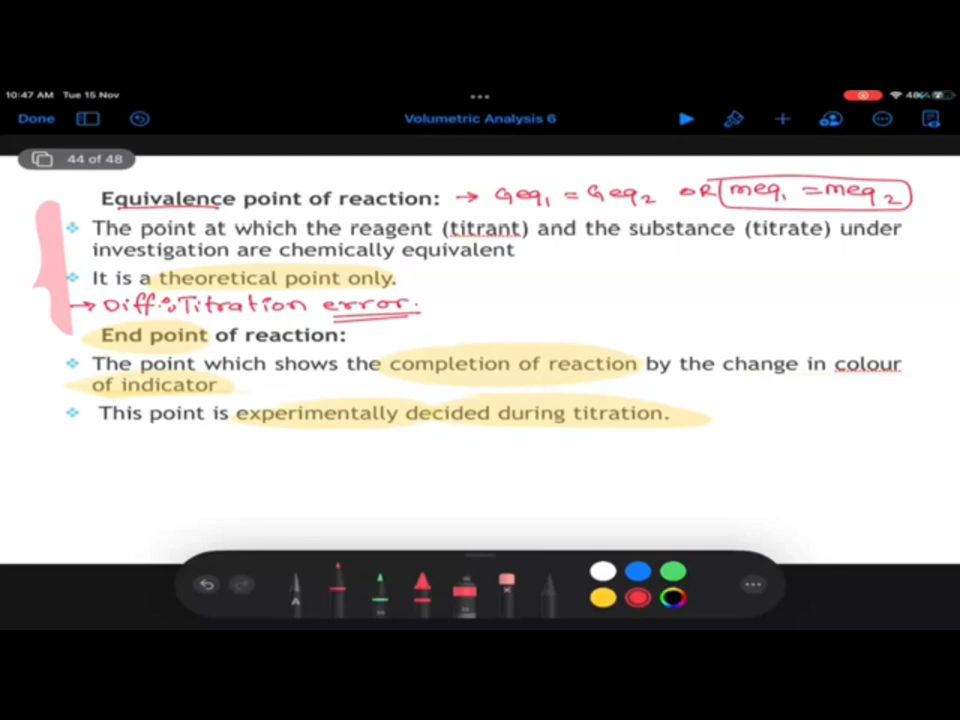 10:47 AM Tue 15 Nov
Done
Volumetric Analysis 6
44 of 48
Equivalence point of reaction: → Geq1 = Geq2 OR meq1 = meq2
The point at which the reagent (titrant) and the substance (titrate) under
investigation are chemically equivalent
It is a theoretical point only.
→ Diff: Titration error.
End point of reaction:
The point which shows the completion of reaction by the change in colour
of indicator
This point is experimentally decided during titration.
A